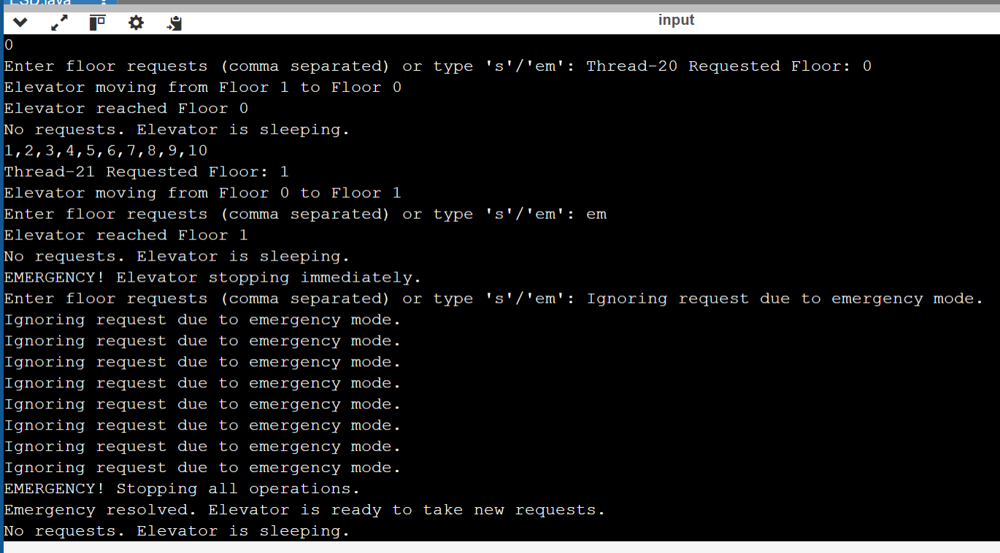 ESD.java
input
0
Enter floor requests (comma separated) or type 's'/'em': Thread-20 Requested Floor: 0
Elevator moving from Floor 1 to Floor 0
Elevator reached Floor 0
No requests. Elevator is sleeping.
1,2,3,4,5,6,7,8,9,10
Thread-21 Requested Floor: 1
Elevator moving from Floor 0 to Floor 1
Enter floor requests (comma separated) or type 's'/'em': em
Elevator reached Floor 1
No requests. Elevator is sleeping.
EMERGENCY! Elevator stopping immediately.
Enter floor requests (comma separated) or type 's'/'em': Ignoring request due to emergency mode.
Ignoring request due to emergency mode.
Ignoring request due to emergency mode.
Ignoring request due to emergency mode.
Ignoring request due to emergency mode.
Ignoring request due to emergency mode.
Ignoring request due to emergency mode.
Ignoring request due to emergency mode.
Ignoring request due to emergency mode.
EMERGENCY! Stopping all operations.
Emergency resolved. Elevator is ready to take new requests.
No requests. Elevator is sleeping.